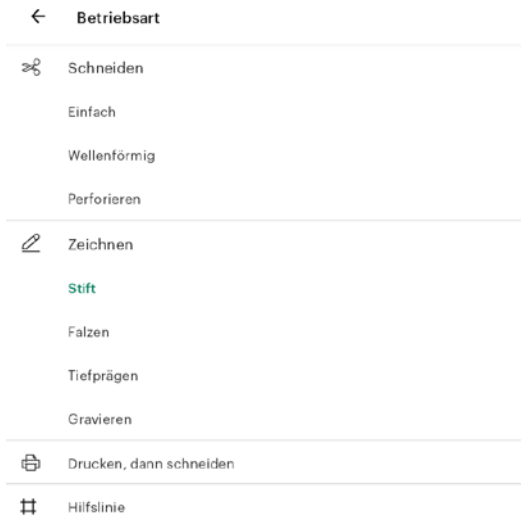 Betriebsart
Schneiden
Einfach
Wellenförmig
Perforieren
Zeichnen
Stift
Falzen
Tiefprägen
Gravieren
Drucken, dann schneiden
Hilfslinie